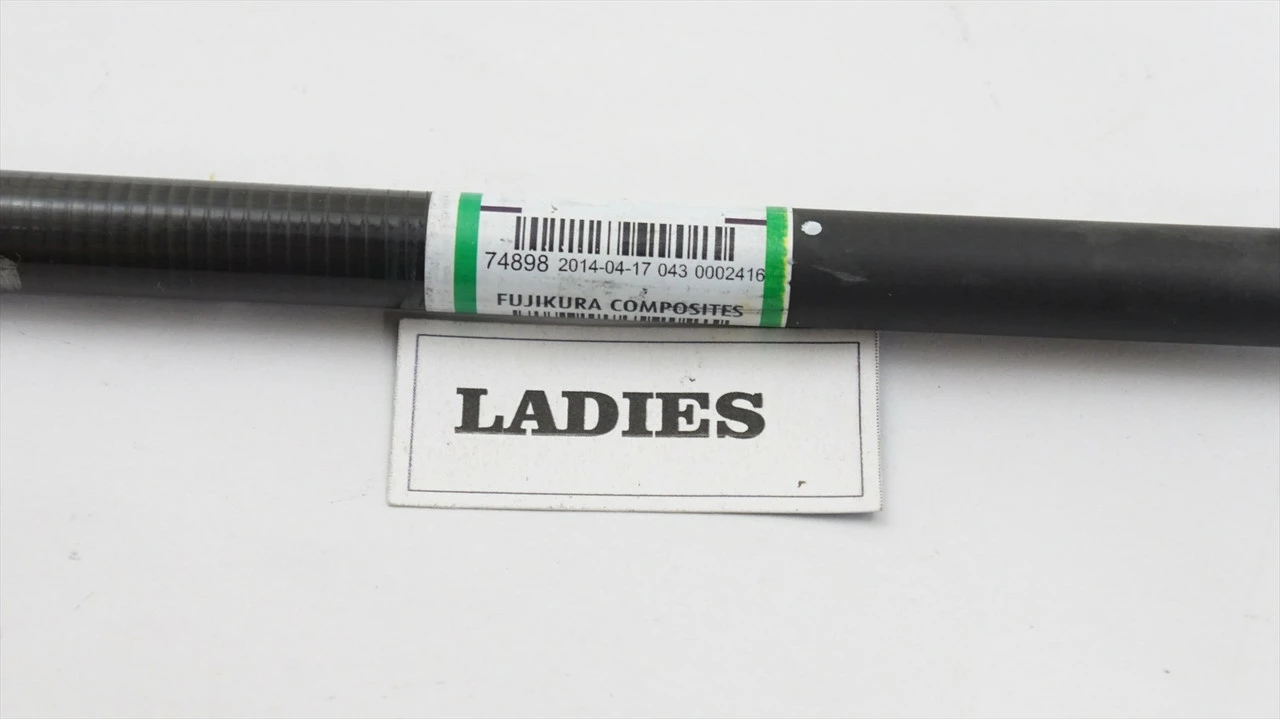 74898 2014-04-17 043 0002416
FUJIKURA COMPOSITES
LADIES